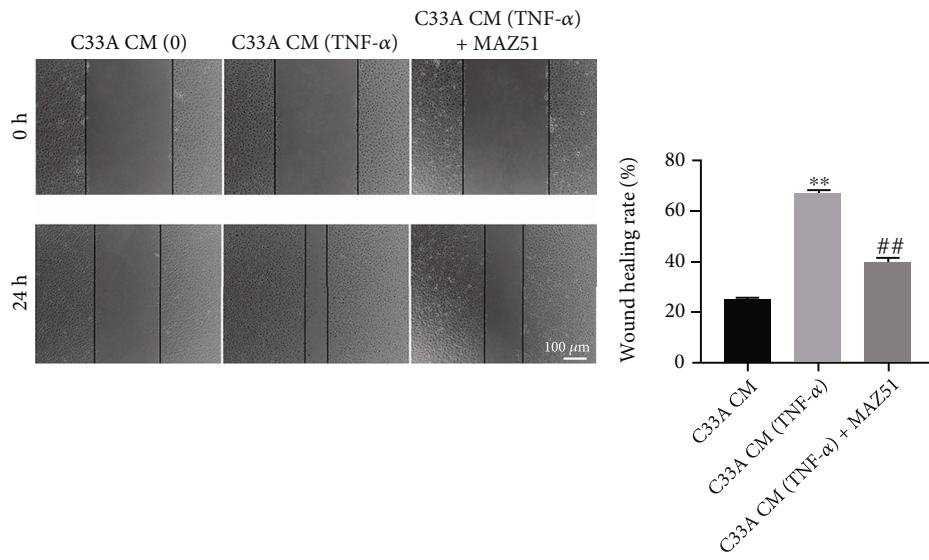 C33A CM (0)
C33A CM (TNF-α)
C33A CM (TNF-α)
+ MAZ51
0 h
24 h
100 μm
Wound healing rate (%)
80
60
40
20
0
**
##
C33A CM
C33A CM (TNF-α)
C33A CM (TNF-α) + MAZ51